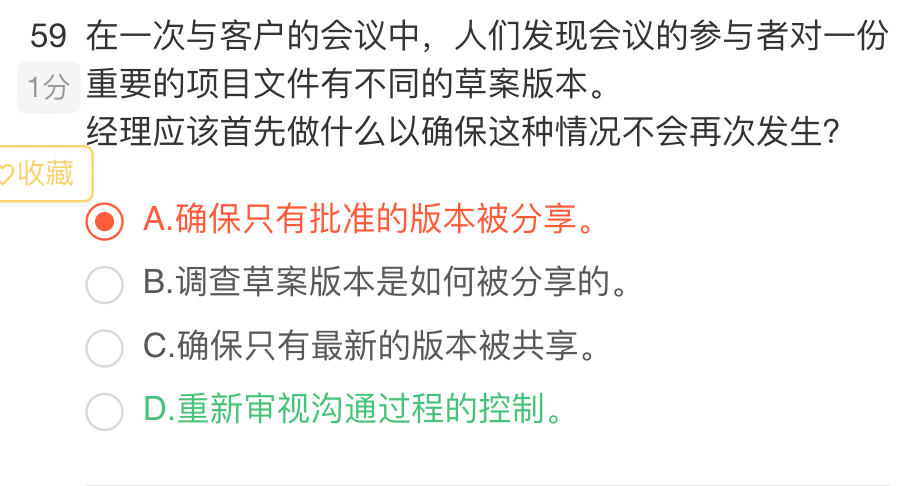 59 在一次与客户的会议中，人们发现会议的参与者对一份
1分 重要的项目文件有不同的草案版本。
经理应该首先做什么以确保这种情况不会再次发生？
♡收藏
A.确保只有批准的版本被分享。
B.调查草案版本是如何被分享的。
C.确保只有最新的版本被共享。
D.重新审视沟通过程的控制。